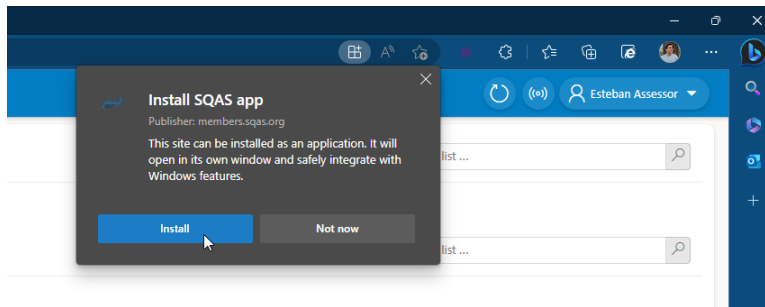 Install SQAS app
Publisher: members.sqas.org
This site can be installed as an application. It will
open in its own window and safely integrate with
Windows features.
Install
Not now
Esteban Assessor
list ...
list ...